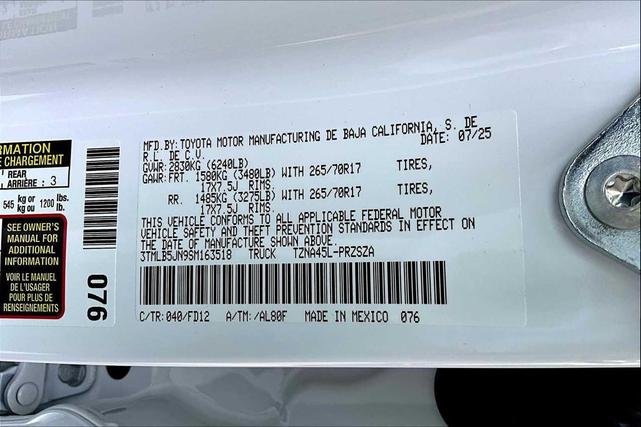 ORMATION
E CHARGEMENT
REAR
ARRIÈRE : 3
545 kg or 1200 lbs.
kg ou lb.
SEE OWNER'S
MANUAL FOR
ADDITIONAL
INFORMATION
VOIR LE MANUEL
DE L'USAGER
POUR PLUS DE
RENSEIGNEMENTS
076
MFD.BY:TOYOTA MOTOR MANUFACTURING DE BAJA CALIFORNIA, S. DE
R.L. DE C.V. DATE: 07/25
GVWR:2830KG (6240LB)
GAWR:FRT. 1580KG (3480LB) WITH 265/70R17 TIRES,
17X7.5J RIMS.
RR. 1485KG (3275LB) WITH 265/70R17 TIRES,
17X7.5J RIMS.
THIS VEHICLE CONFORMS TO ALL APPLICABLE FEDERAL MOTOR
VEHICLE SAFETY AND THEFT PREVENTION STANDARDS IN EFFECT ON
THE DATE OF MANUFACTURE SHOWN ABOVE.
3TMLB5JN9SM163518 TRUCK TZNA45L-PRZSZA
C/TR:040/FD12 A/TM:/AL80F MADE IN MEXICO 076